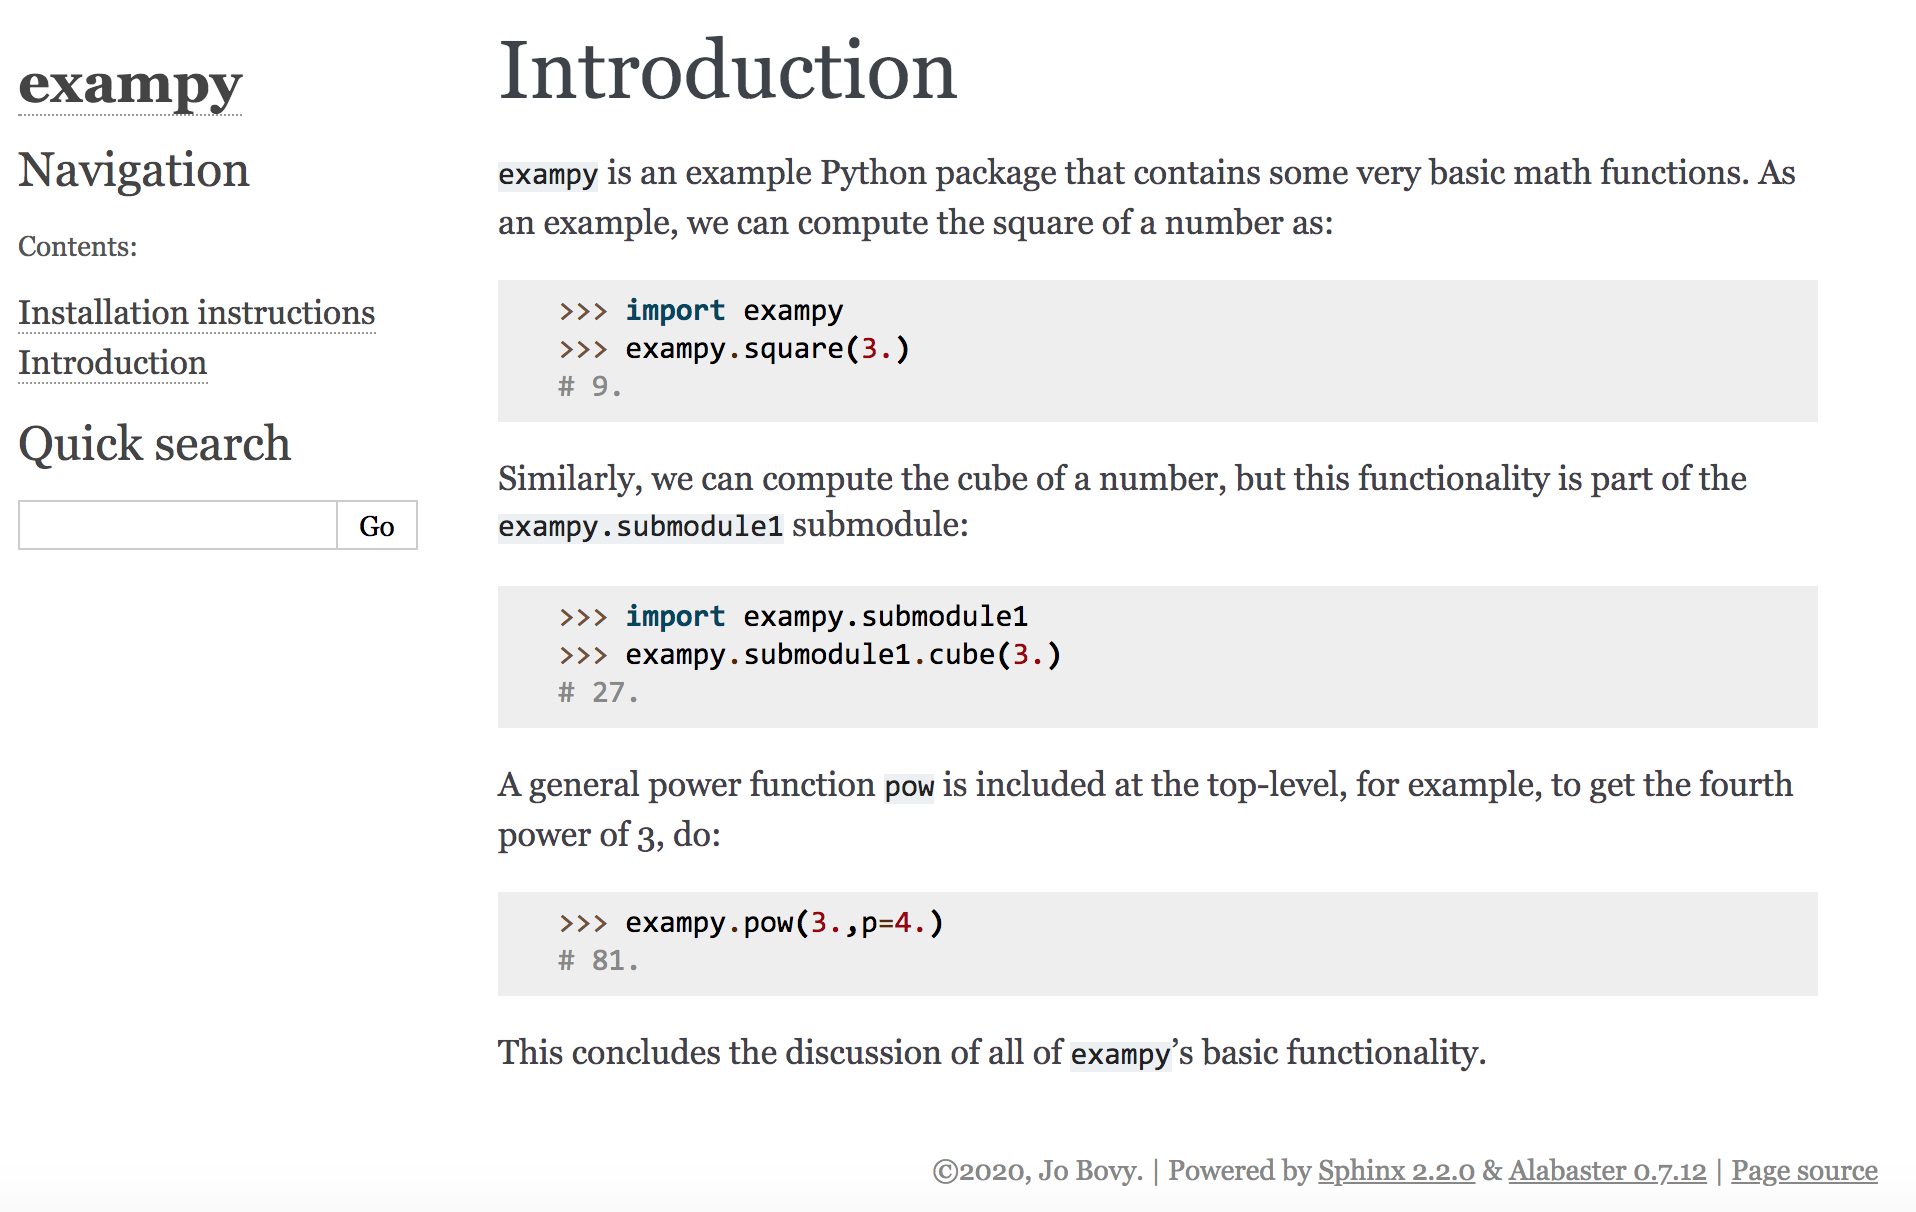 exampy
Navigation
Contents:
Installation instructions
Introduction
Quick search
Go
Introduction
exampy is an example Python package that contains some very basic math functions. As
an example, we can compute the square of a number as:
>>> import exampy
>>> exampy.square(3.)
# 9.
Similarly, we can compute the cube of a number, but this functionality is part of the
exampy.submodule1 submodule:
>>> import exampy.submodule1
>>> exampy.submodule1.cube(3.)
# 27.
A general power function pow is included at the top-level, for example, to get the fourth
power of 3, do:
>>> exampy.pow(3.,p=4.)
# 81.
This concludes the discussion of all of exampy’s basic functionality.
©2020, Jo Bovy. | Powered by Sphinx 2.2.0 & Alabaster 0.7.12 | Page source